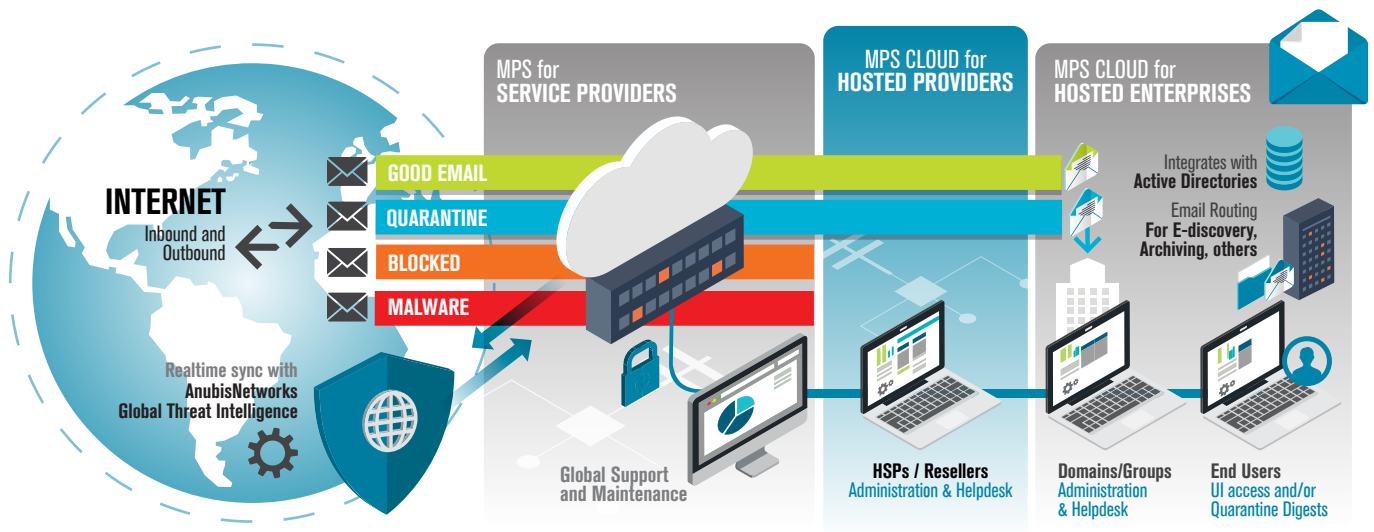 MPS for
SERVICE PROVIDERS
MPS CLOUD for
HOSTED PROVIDERS
MPS CLOUD for
HOSTED ENTERPRISES
INTERNET
Inbound and
Outbound
GOOD EMAIL
QUARANTINE
BLOCKED
MALWARE
Integrates with
Active Directories
Email Routing
For E-discovery,
Archiving, others
Realtime sync with
AnubisNetworks
Global Threat Intelligence
Global Support
and Maintenance
HSPs / Resellers
Administration & Helpdesk
Domains/Groups
Administration
& Helpdesk
End Users
UI access and/or
Quarantine Digests